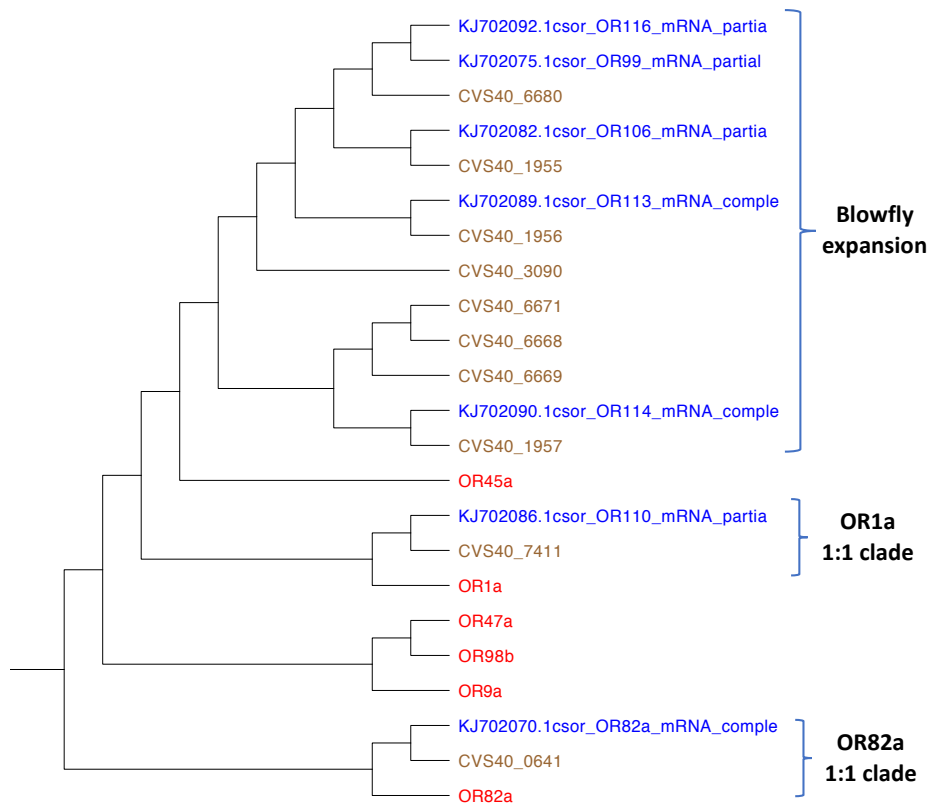 KJ702092.1csor_OR116_mRNA_partia
KJ702075.1csor_OR99_mRNA_partial
CVS40_6680
KJ702082.1csor_OR106_mRNA_partia
CVS40_1955
KJ702089.1csor_OR113_mRNA_comple
CVS40_1956
CVS40_3090
CVS40_6671
CVS40_6668
CVS40_6669
KJ702090.1csor_OR114_mRNA_comple
CVS40_1957
Blowfly
expansion
OR45a
KJ702086.1csor_OR110_mRNA_partia
CVS40_7411
OR1a
OR1a
1:1 clade
OR47a
OR98b
OR9a
KJ702070.1csor_OR82a_mRNA_comple
CVS40_0641
OR82a
OR82a
1:1 clade